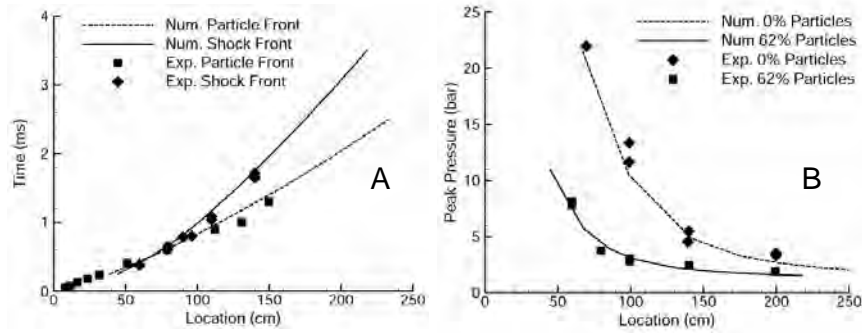 Num. Particle Front
Num. Shock Front
Exp. Particle Front
Exp. Shock Front
4
3
2
1
0
Time (ms)
A
0
50
100
150
200
250
Location (cm)
Num. 0% Particles
Num 62% Particles
Exp. 0% Particles
Exp. 62% Particles
25
20
15
10
5
0
Peak Pressure (bar)
B
0
50
100
150
200
250
Location (cm)